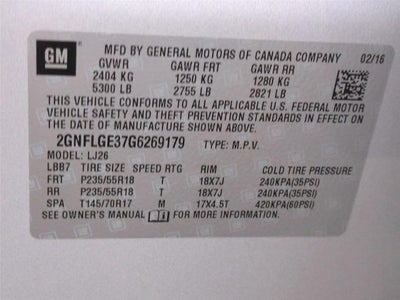 GM MFD BY GENERAL MOTORS OF CANADA COMPANY 02/16
GVWR GAWR FRT GAWR RR
2404 KG 1250 KG 1280 KG
5300 LB 2755 LB 2821 LB
THIS VEHICLE CONFORMS TO ALL APPLICABLE U.S. FEDERAL MOTOR
VEHICLE SAFETY AND THEFT PREVENTION STANDARDS IN EFFECT ON
THE DATE OF MANUFACTURE SHOWN ABOVE.
2GNFLGE37G6269179 TYPE: M.P.V.
MODEL: LJ26
LBB7 TIRE SIZE SPEED RTG RIM COLD TIRE PRESSURE
FRT P235/55R18 H 18X7J 240KPA(35PSI)
RR P235/55R18 H 18X7J 240KPA(35PSI)
SPA T145/70R17 M 17X4.5T 420KPA(60PSI)
SEE OWNER'S MANUAL FOR MORE INFORMATION.